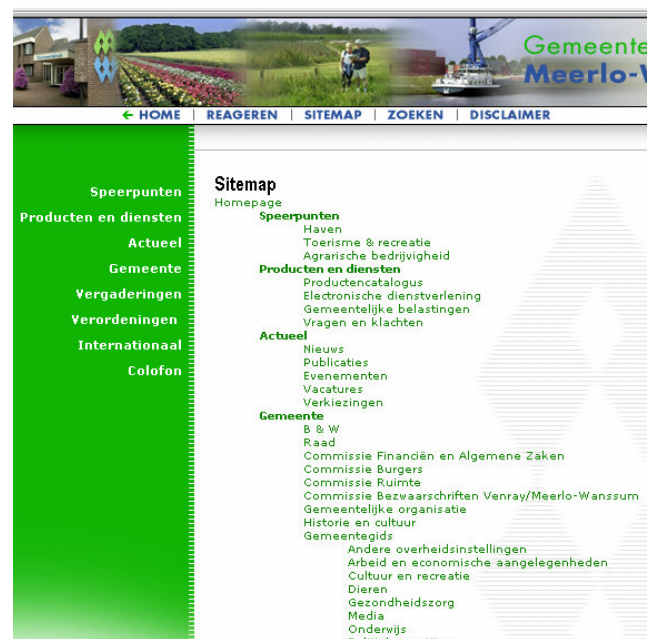 Gemeente
Meerlo-W
← HOME | REAGEREN | SITEMAP | ZOEKEN | DISCLAIMER
Speerpunten
Producten en diensten
Actueel
Gemeente
Vergaderingen
Verordeningen
Internationaal
Colofon
Sitemap
Homepage
Speerpunten
Haven
Toerisme & recreatie
Agrarische bedrijvigheid
Producten en diensten
Productencatalogus
Electronische dienstverlening
Gemeentelijke belastingen
Vragen en klachten
Actueel
Nieuws
Publicaties
Evenementen
Vacatures
Verkiezingen
Gemeente
B & W
Raad
Commissie Financiën en Algemene Zaken
Commissie Burgers
Commissie Ruimte
Commissie Bezwaarschriften Venray/Meerlo-Wanssum
Gemeentelijke organisatie
Historie en cultuur
Gemeentegids
Andere overheidsinstellingen
Arbeid en economische aangelegenheden
Cultuur en recreatie
Dieren
Gezondheidszorg
Media
Onderwijs